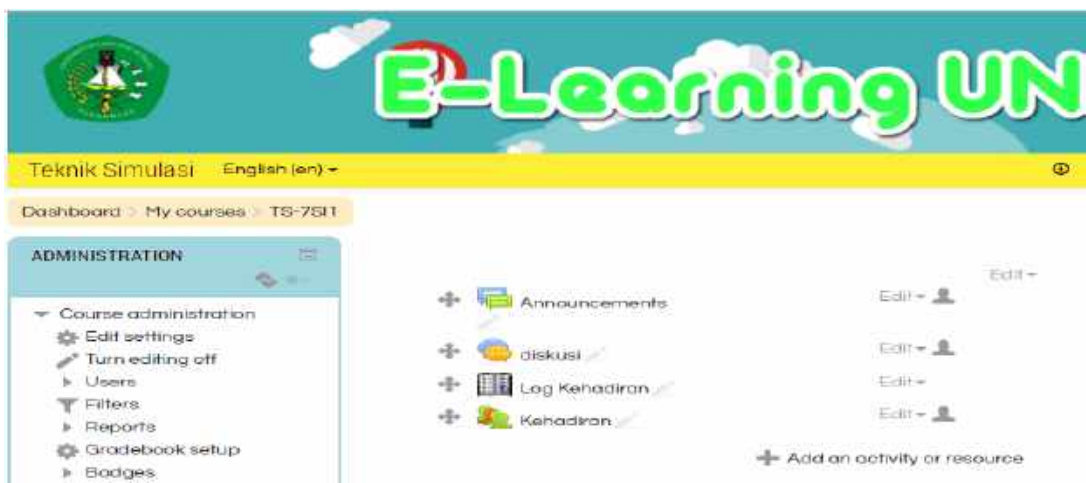 E-Learning UN
Teknik Simulasi English (en)
Dashboard My courses TS-7SI1
ADMINISTRATION
Edit
Announcements Edit
Course administration
Edit settings
diskusi Edit
Turn editing off
Users
Log Kehadiran Edit
Filters
Kehadiran Edit
Reports
Gradebook setup
Add an activity or resource
Badges